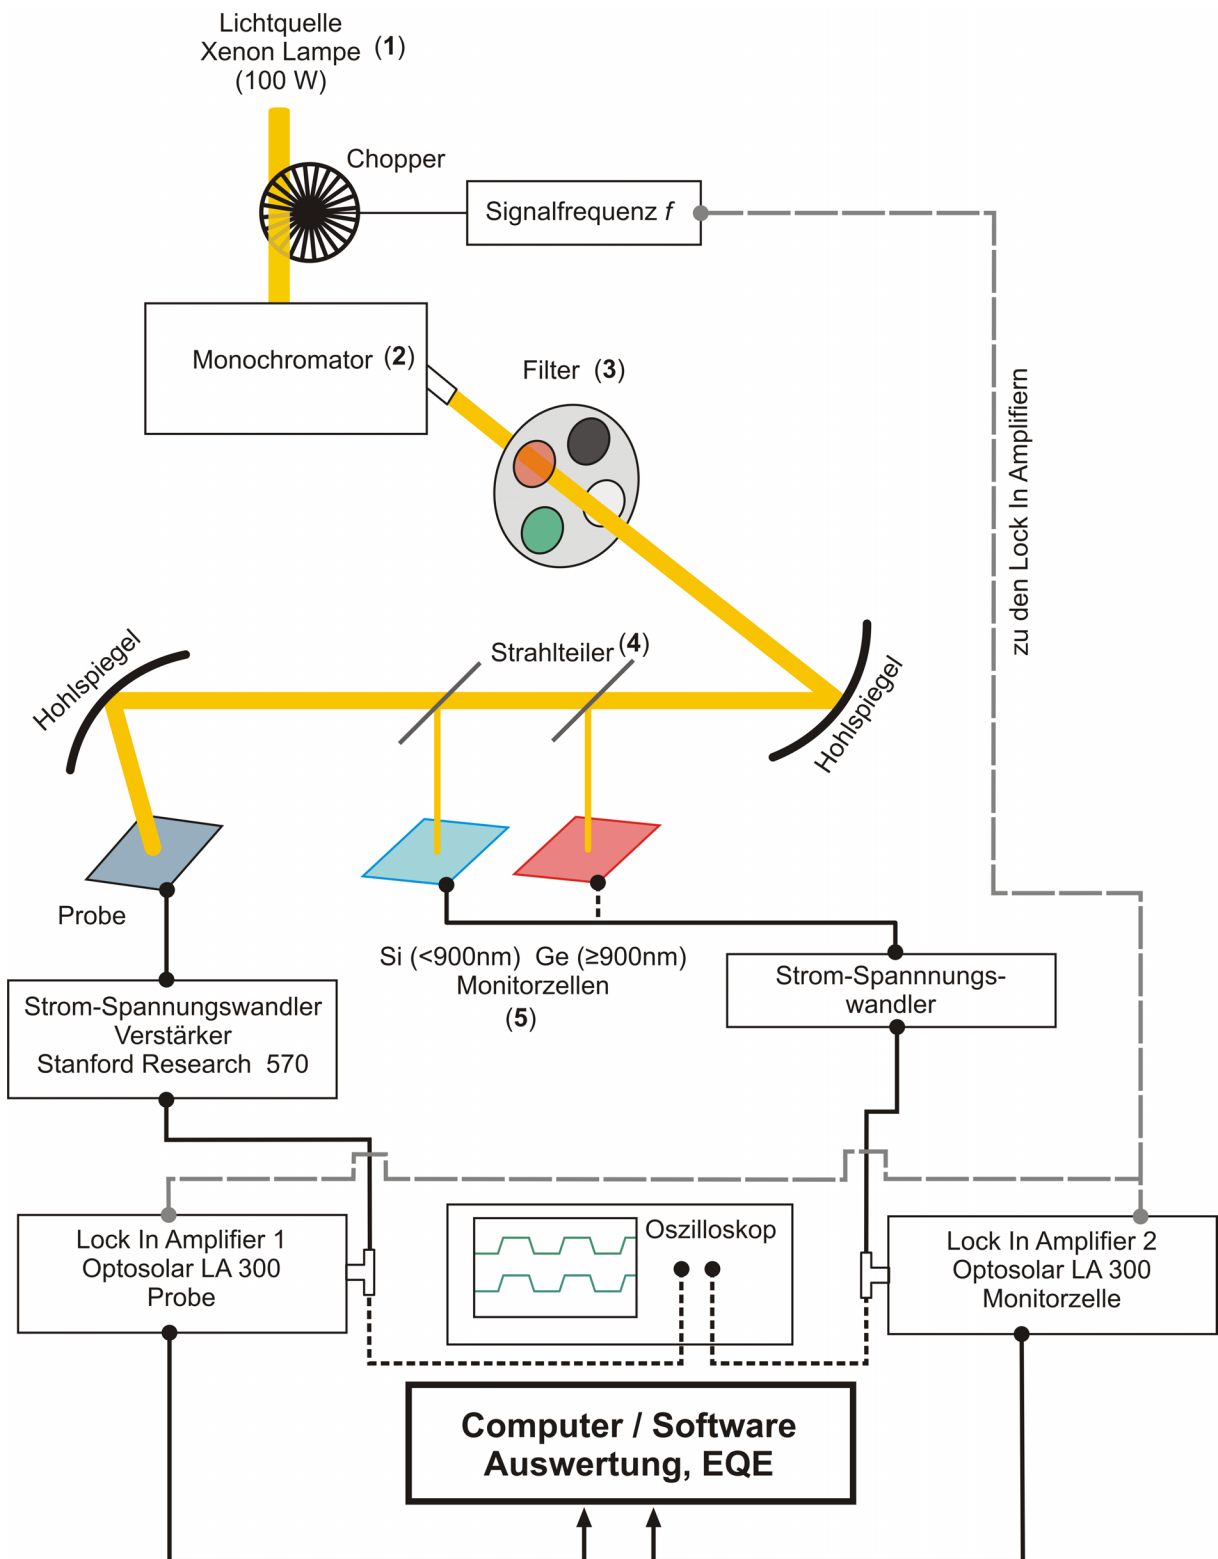 Lichtquelle
Xenon Lampe (1)
(100 W)
Chopper
Signalfrequenz f
Monochromator (2)
Filter (3)
zu den Lock In Amplifiern
Strahlteiler (4)
Hohlspiegel
Hohlspiegel
Probe
Si (<900nm) Ge (≥900nm)
Monitorzellen
(5)
Strom-Spannnungs-
wandler
Strom-Spannungswandler
Verstärker
Stanford Research 570
Lock In Amplifier 1
Optosolar LA 300
Probe
Oszilloskop
Lock In Amplifier 2
Optosolar LA 300
Monitorzelle
Computer / Software
Auswertung, EQE